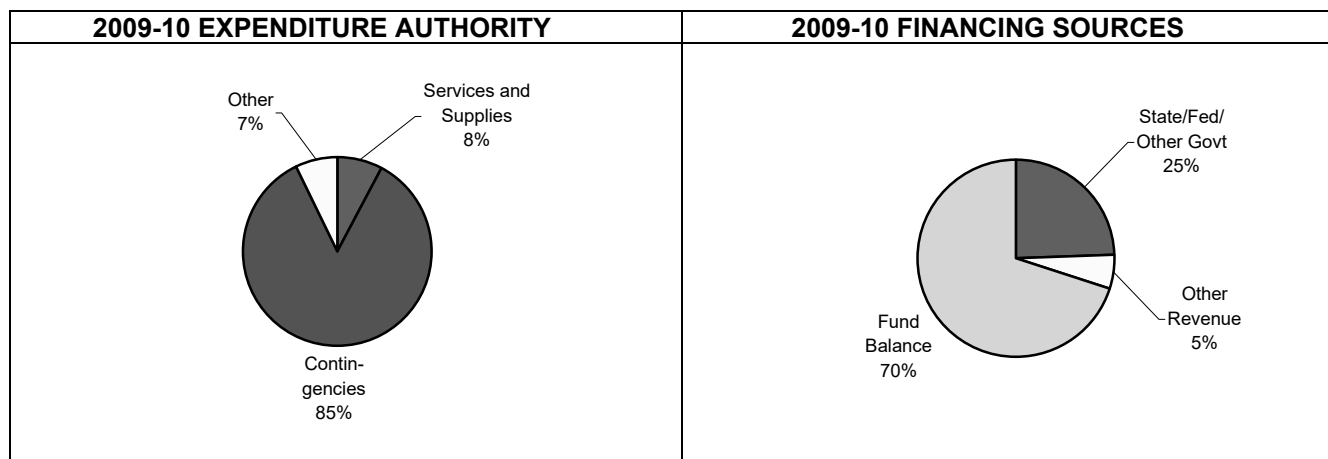 2009-10 EXPENDITURE AUTHORITY
Other
7%
Services and
Supplies
8%
Contin-
gencies
85%
2009-10 FINANCING SOURCES
State/Fed/
Other Govt
25%
Other
Revenue
5%
Fund
Balance
70%